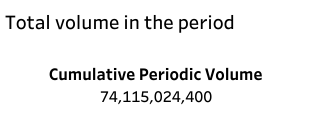 Total volume in the period
Cumulative Periodic Volume
74,115,024,400